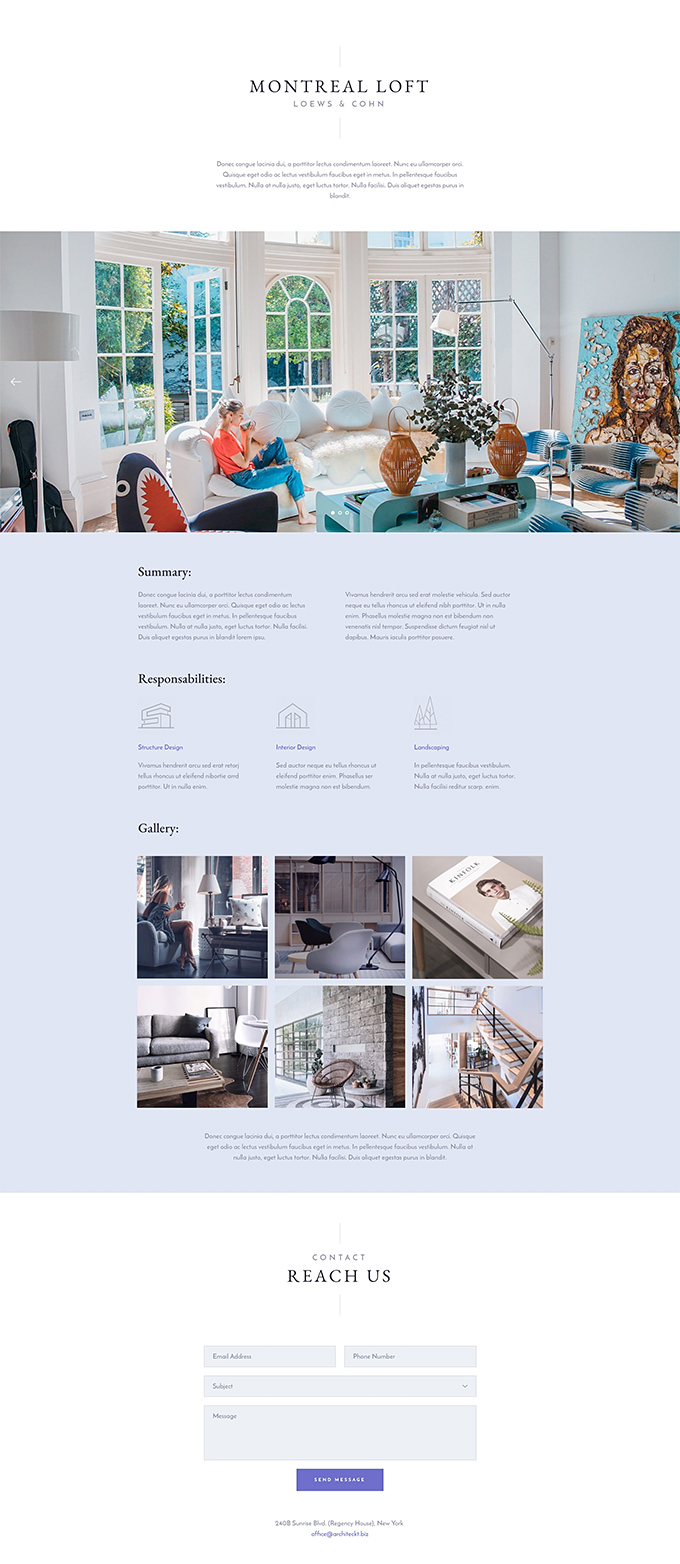 MONTREAL LOFT
LOEWS & COHN
Donec congue lacinia dui, a porttitor lectus condimentum laoreet. Nunc eu ullamcorper orci.
Quisque eget odio ac lectus vestibulum faucibus eget in metus. In pellentesque faucibus
vestibulum. Nulla at nulla justo, eget luctus tortor. Nulla facilisi. Duis aliquet egestas purus in
blandit.
Summary:
Donec congue lacinia dui, a porttitor lectus condimentum
laoreet. Nunc eu ullamcorper orci. Quisque eget odio ac lectus
vestibulum faucibus eget in metus. In pellentesque faucibus
vestibulum. Nulla at nulla justo, eget luctus tortor. Nulla facilisi.
Duis aliquet egestas purus in blandit lorem ipsu.
Vivamus hendrerit arcu sed erat molestie vehicula. Sed auctor
neque eu tellus rhoncus ut eleifend nibh porttitor. Ut in nulla
enim. Phasellus molestie magna non est bibendum non
venenatis nisl tempor. Suspendisse dictum feugiat nisl ut
dapibus. Mauris iaculis porttitor posuere.
Responsabilities:
Structure Design
Vivamus hendrerit arcu sed erat retorj
tellus rhoncus ut eleifend nibortie amd
porttitor. Ut in nulla enim.
Interior Design
Sed auctor neque eu tellus rhoncus ut
eleifend porttitor enim. Phasellus ser
molestie magna non est bibendum.
Landscaping
In pellentesque faucibus vestibulum.
Nulla at nulla justo, eget luctus tortor.
Nulla facilisi reditur scarp. enim.
Gallery:
KINFOLK
Donec congue lacinia dui, a porttitor lectus condimentum laoreet. Nunc eu ullamcorper orci. Quisque
eget odio ac lectus vestibulum faucibus eget in metus. In pellentesque faucibus vestibulum. Nulla at
nulla justo, eget luctus tortor. Nulla facilisi. Duis aliquet egestas purus in blandit.
CONTACT
REACH US
Email Address
Phone Number
Subject
Message
SEND MESSAGE
240B Sunrise Blvd. (Regency House), New York
office@architeckt.biz